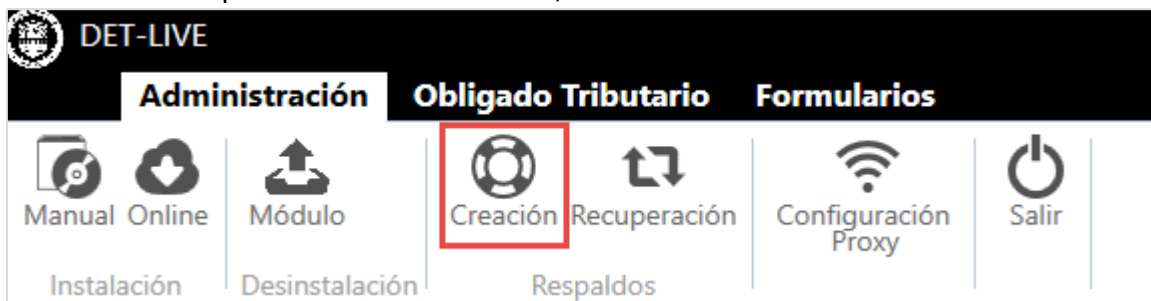 DET-LIVE
Administración Obligado Tributario Formularios
Manual Online Módulo Creación Recuperación Configuración Proxy Salir
Instalación Desinstalación Respaldos